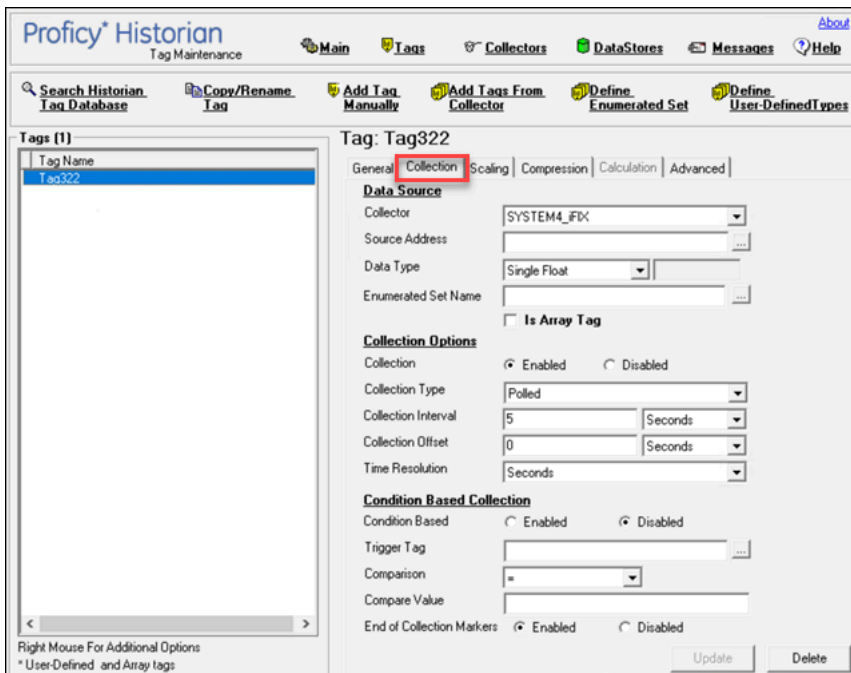 About
Proficy* Historian
Tag Maintenance
Main Tags Collectors DataStores Messages Help
Search Historian Tag Database
Copy/Rename Tag
Add Tag Manually
Add Tags From Collector
Define Enumerated Set
Define User-DefinedTypes
Tags (1)
Tag Name
Tag322
Right Mouse For Additional Options
* User-Defined and Array tags
Tag: Tag322
General Collection Scaling Compression Calculation Advanced
Data Source
Collector SYSTEM4_iFIX
Source Address ...
Data Type Single Float
Enumerated Set Name ...
Is Array Tag
Collection Options
Collection Enabled Disabled
Collection Type Polled
Collection Interval 5 Seconds
Collection Offset 0 Seconds
Time Resolution Seconds
Condition Based Collection
Condition Based Enabled Disabled
Trigger Tag ...
Comparison =
Compare Value
End of Collection Markers Enabled Disabled
Update Delete